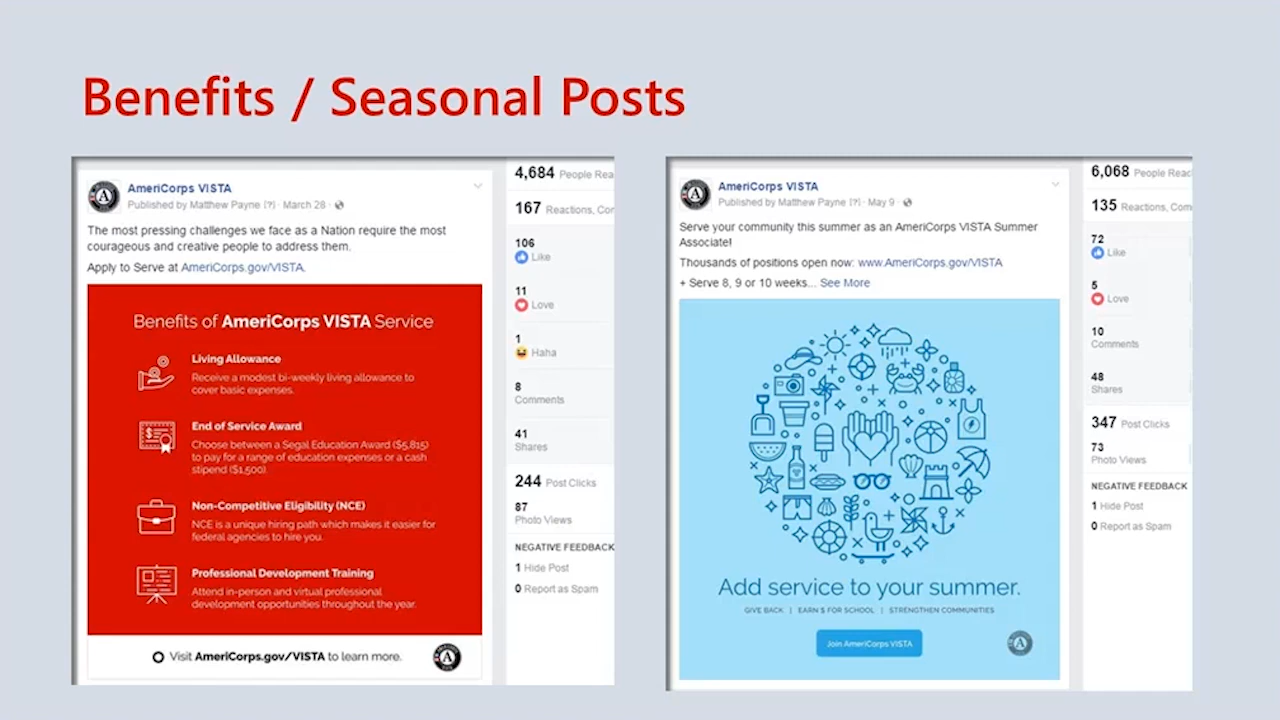 Benefits / Seasonal Posts
AmeriCorps VISTA
Published by Matthew Payne [?] · March 28 ·
The most pressing challenges we face as a Nation require the most
courageous and creative people to address them.
Apply to Serve at AmeriCorps.gov/VISTA.
Benefits of AmeriCorps VISTA Service
Living Allowance
Receive a modest bi-weekly living allowance to
cover basic expenses.
End of Service Award
Choose between a Segal Education Award ($5,815)
to pay for a range of education expenses or a cash
stipend ($1,500).
Non-Competitive Eligibility (NCE)
NCE is a unique hiring path which makes it easier for
federal agencies to hire you.
Professional Development Training
Attend in-person and virtual professional
development opportunities throughout the year.
Visit AmeriCorps.gov/VISTA to learn more.
4,684 People Rea
167 Reactions, Cor
106
Like
11
Love
1
Haha
8
Comments
41
Shares
244 Post Clicks
87
Photo Views
NEGATIVE FEEDBACK
1 Hide Post
0 Report as Spam
AmeriCorps VISTA
Published by Matthew Payne [?] · May 9 ·
Serve your community this summer as an AmeriCorps VISTA Summer
Associate!
Thousands of positions open now: www.AmeriCorps.gov/VISTA
+ Serve 8, 9 or 10 weeks... See More
Add service to your summer.
GIVE BACK | EARN $ FOR SCHOOL | STRENGTHEN COMMUNITIES
Join AmeriCorps VISTA
6,068 People Reac
135 Reactions, Com
72
Like
5
Love
10
Comments
48
Shares
347 Post Clicks
73
Photo Views
NEGATIVE FEEDBACK
1 Hide Post
0 Report as Spam